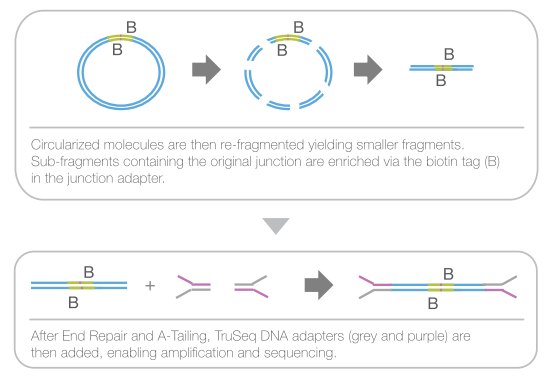 B B B
B B B
Circularized molecules are then re-fragmented yielding smaller fragments.
Sub-fragments containing the original junction are enriched via the biotin tag (B)
in the junction adapter.
B + B
B B
After End Repair and A-Tailing, TruSeq DNA adapters (grey and purple) are
then added, enabling amplification and sequencing.